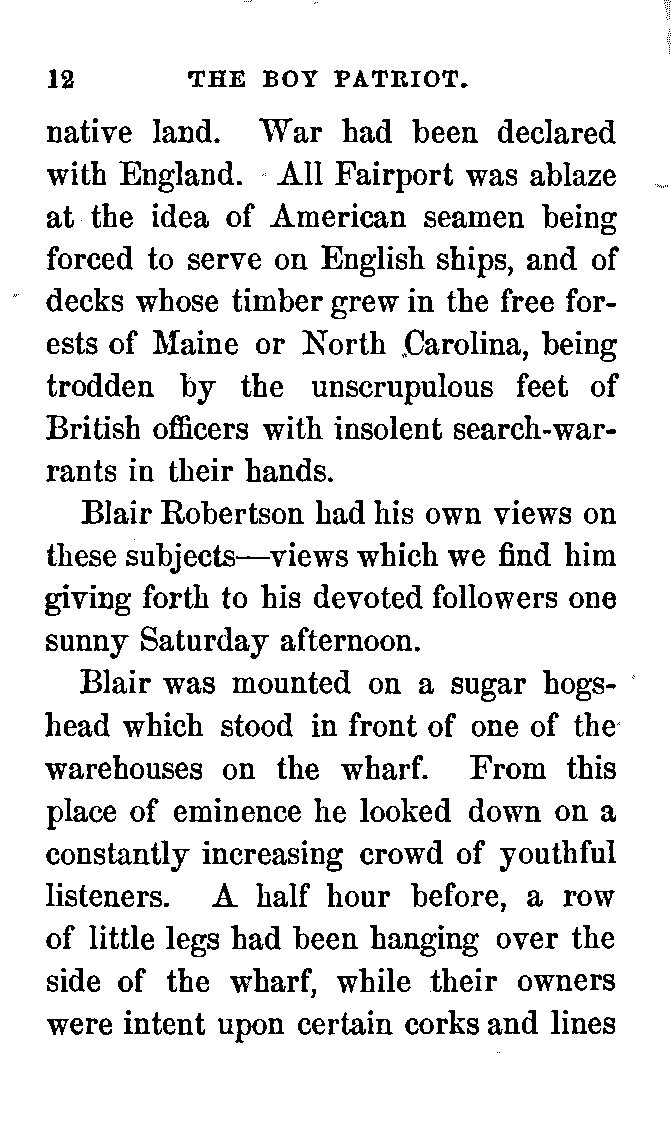 12 THE BOY PATRIOT.
native land. War had been declared
with England. All Fairport was ablaze
at the idea of American seamen being
forced to serve on English ships, and of
decks whose timber grew in the free for-
ests of Maine or North Carolina, being
trodden by the unscrupulous feet of
British officers with insolent search-war-
rants in their hands.
Blair Robertson had his own views on
these subjects—views which we find him
giving forth to his devoted followers one
sunny Saturday afternoon.
Blair was mounted on a sugar hogs-
head which stood in front of one of the
warehouses on the wharf. From this
place of eminence he looked down on a
constantly increasing crowd of youthful
listeners. A half hour before, a row
of little legs had been hanging over the
side of the wharf, while their owners
were intent upon certain corks and lines